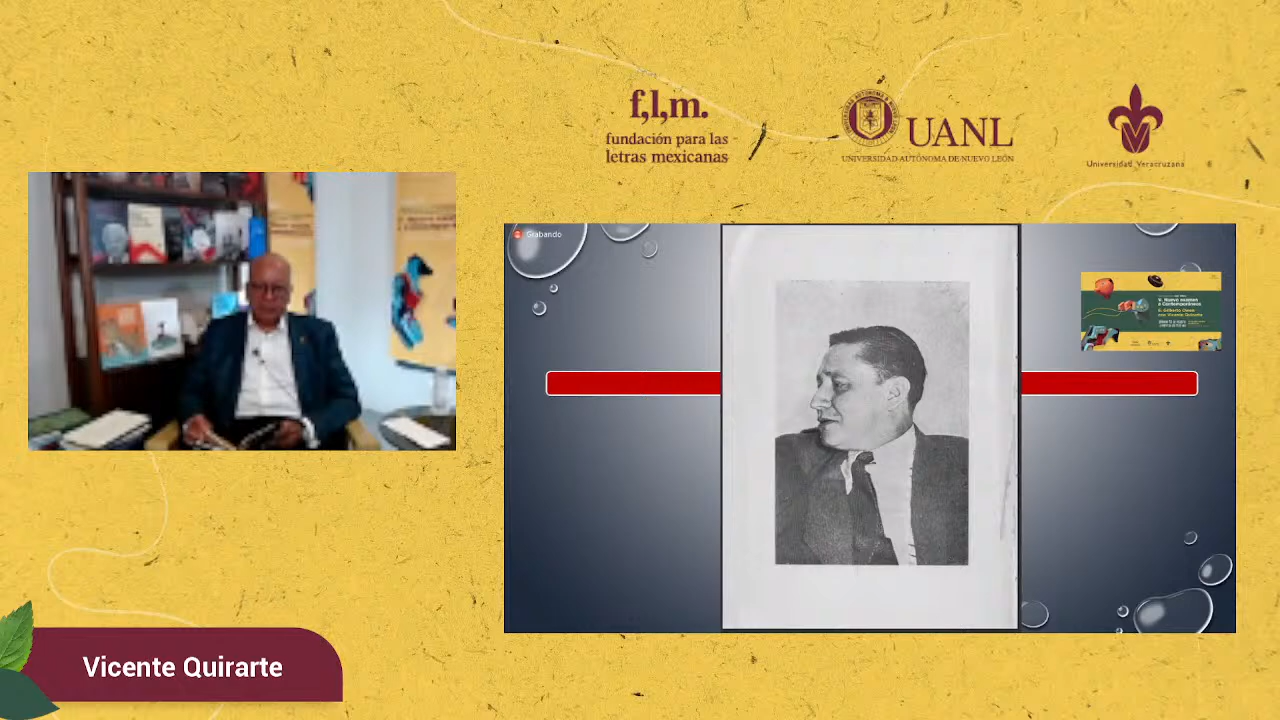 f,l,m.
fundación para las
letras mexicanas
UANL
UNIVERSIDAD AUTÓNOMA DE NUEVO LEÓN
Universidad Veracruzana
Grabando
Vicente Quirarte